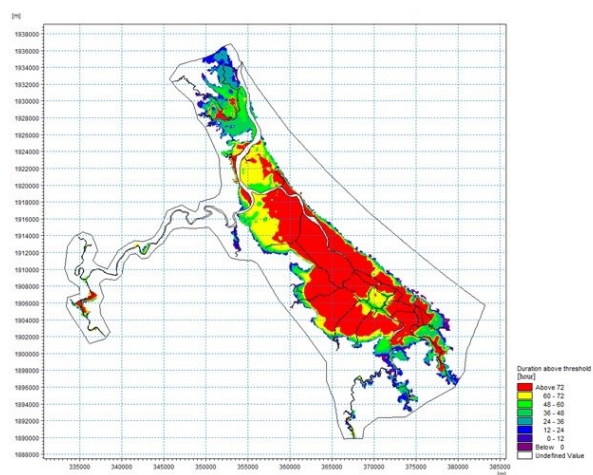 [m]
1938000
1936000
1934000
1932000
1930000
1928000
1926000
1924000
1922000
1920000
1918000
1916000
1914000
1912000
1910000
1908000
1906000
1904000
1902000
1900000
1898000
1896000
1894000
1892000
1890000
1888000
335000 340000 345000 350000 355000 360000 365000 370000 375000 380000 385000
[m]
Duration above threshold
[hour]
Above 72
60 - 72
48 - 60
36 - 48
24 - 36
12 - 24
0 - 12
Below 0
Undefined Value